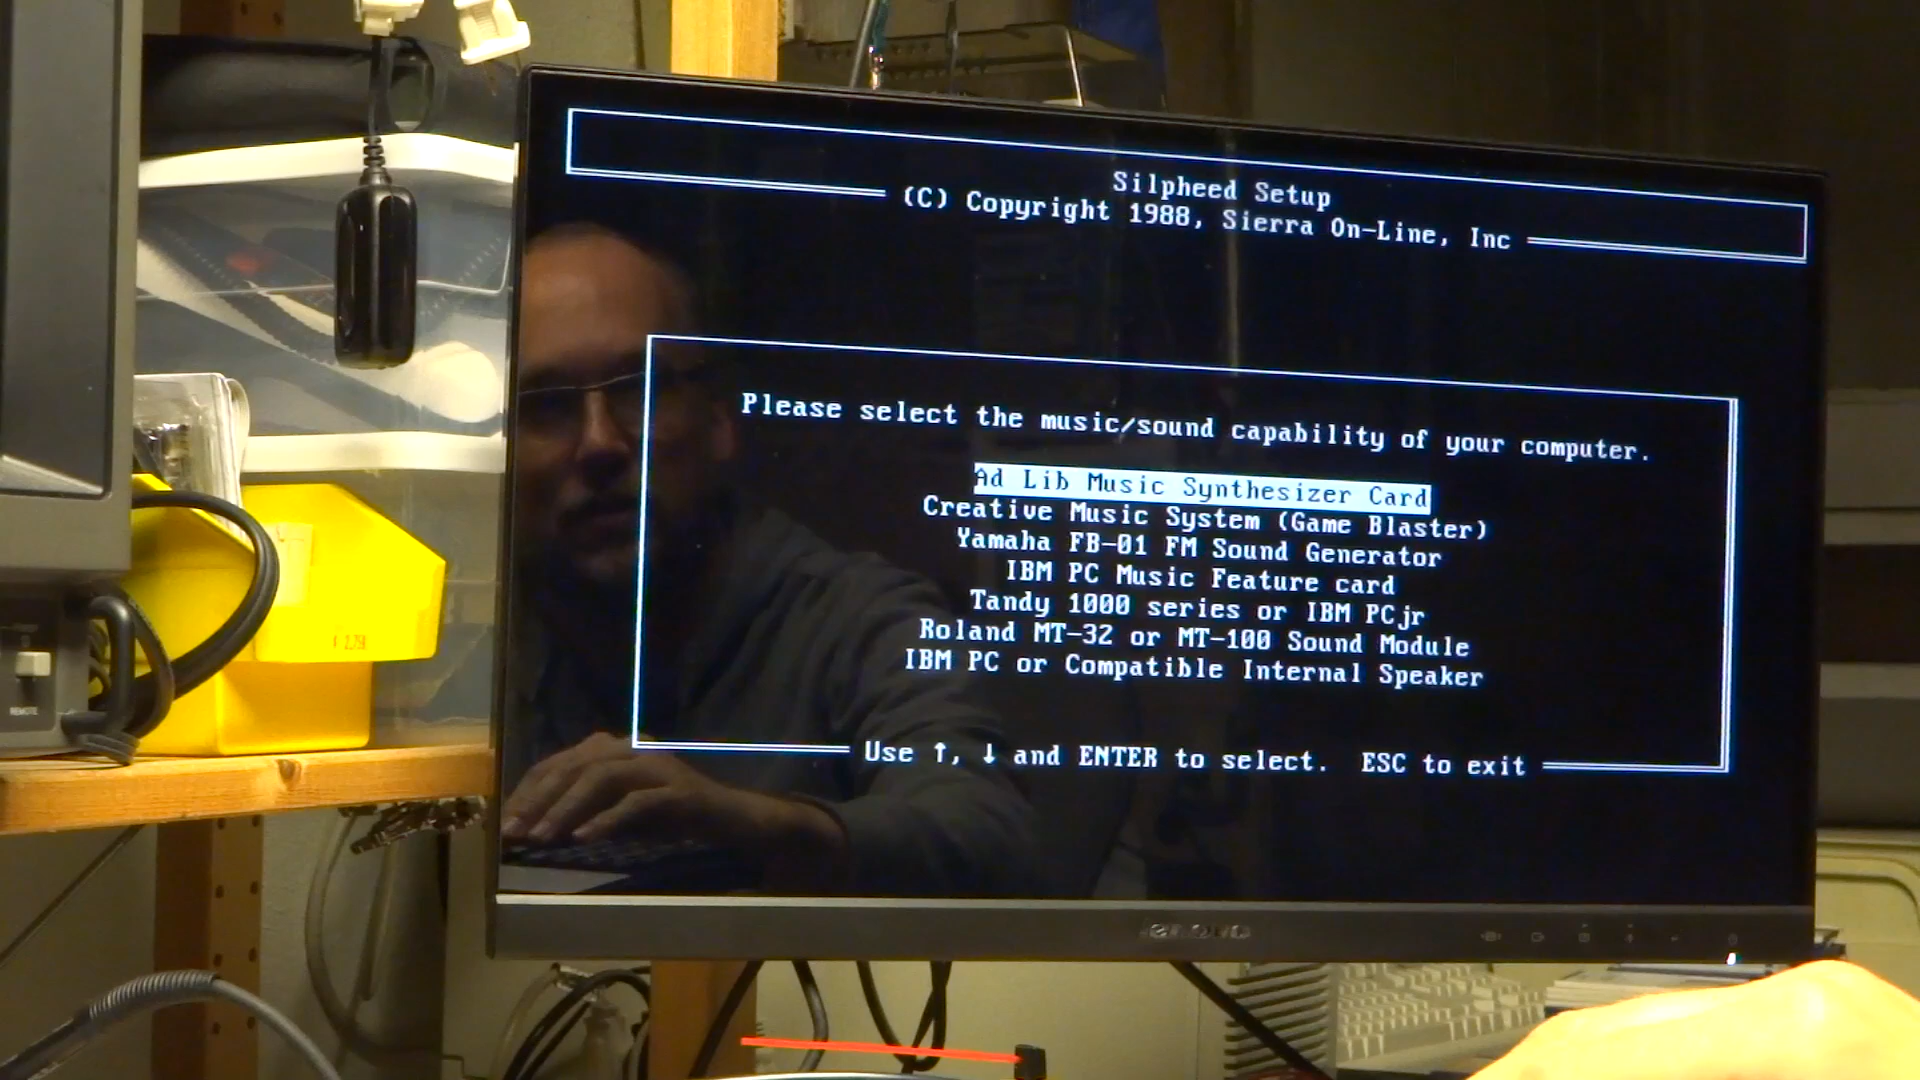 Silpheed Setup
(C) Copyright 1988, Sierra On-Line, Inc
Please select the music/sound capability of your computer.
Ad Lib Music Synthesizer Card
Creative Music System (Game Blaster)
Yamaha FB-01 FM Sound Generator
IBM PC Music Feature card
Tandy 1000 series or IBM PCjr
Roland MT-32 or MT-100 Sound Module
IBM PC or Compatible Internal Speaker
Use ↑, ↓ and ENTER to select. ESC to exit
lenovo
REMOTE